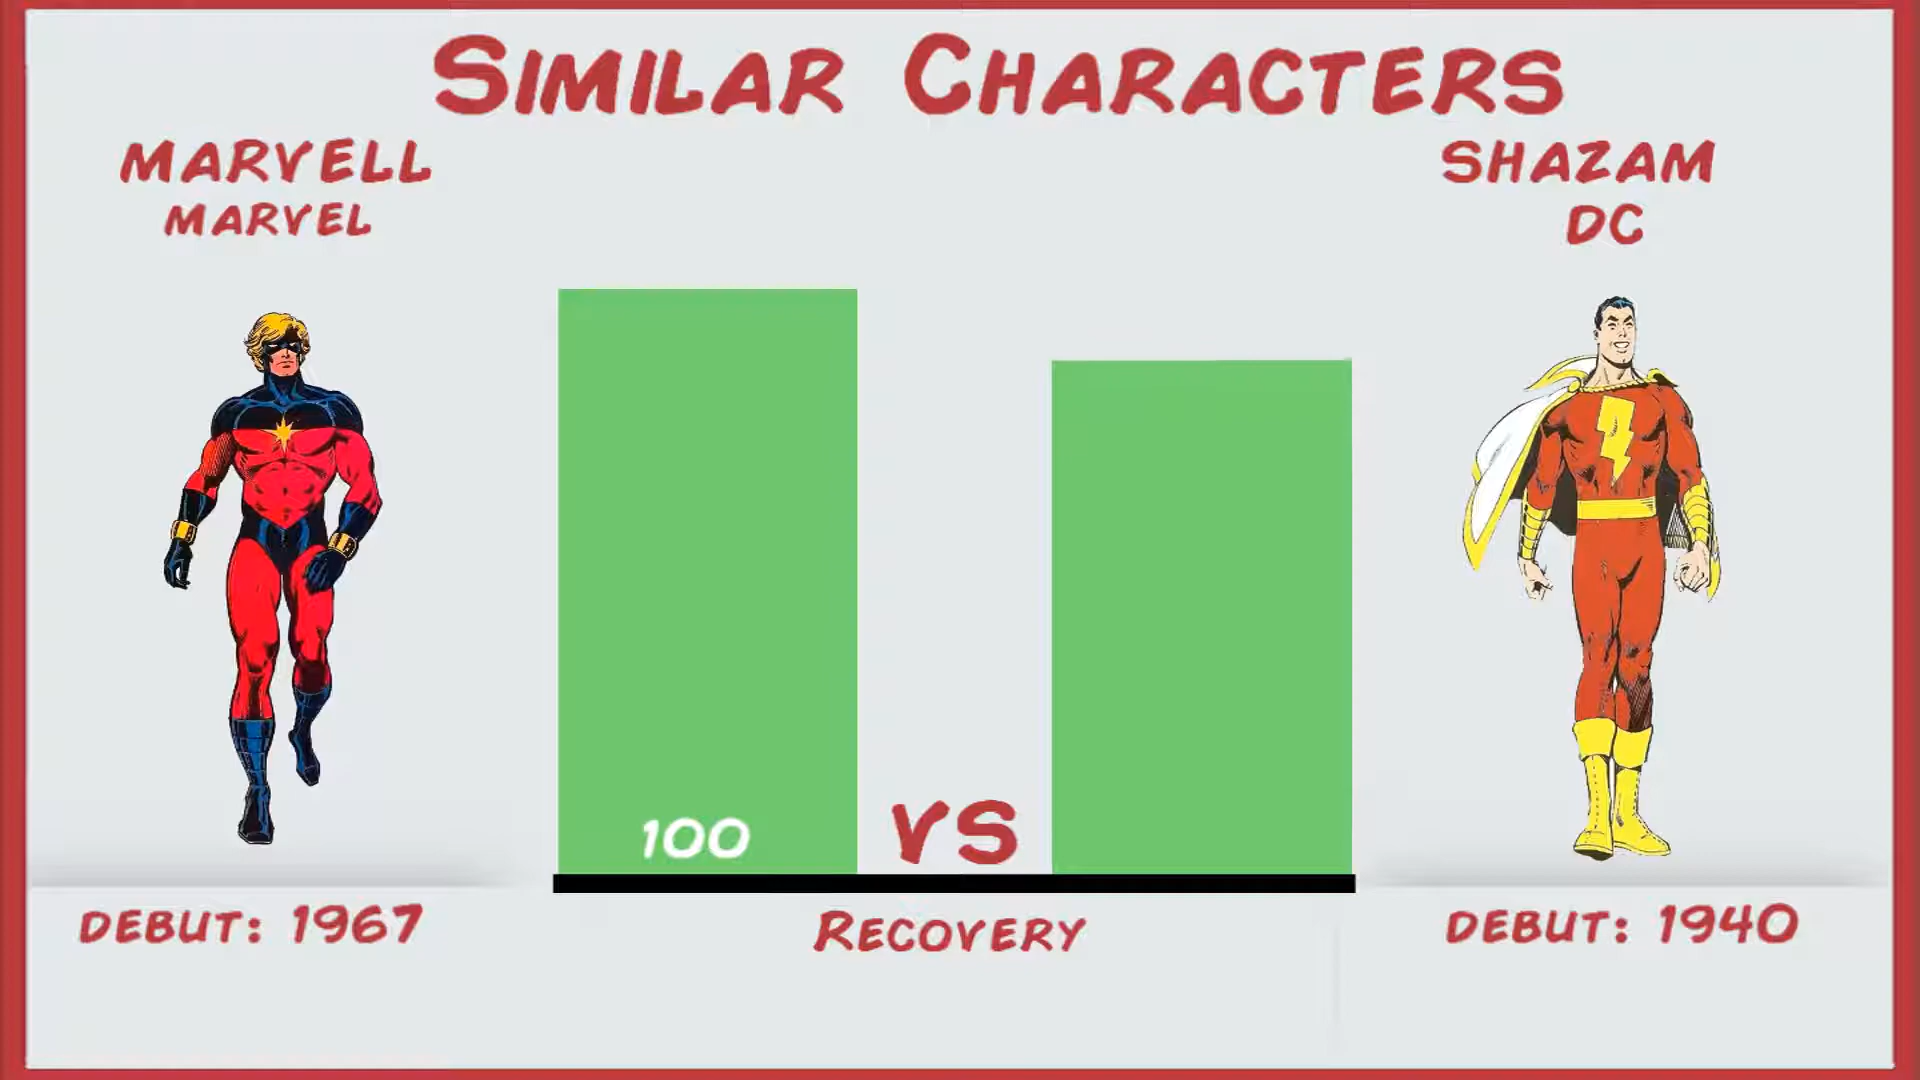 SIMILAR CHARACTERS
MARVELL
MARVEL
SHAZAM
DC
100
VS
DEBUT: 1967
RECOVERY
DEBUT: 1940